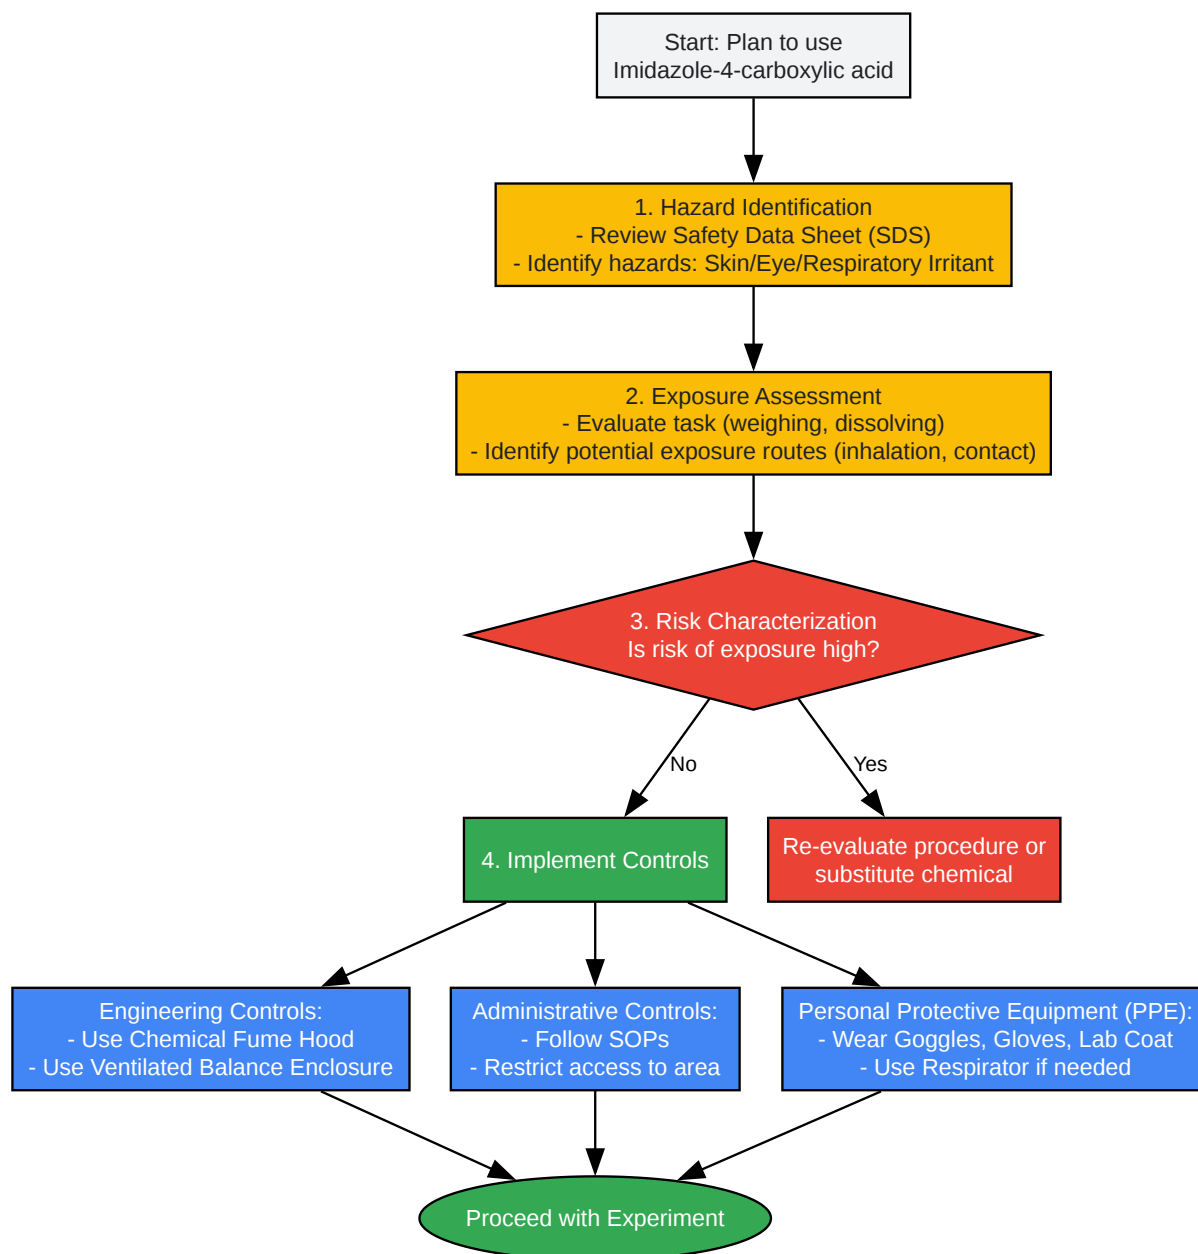 Start: Plan to use
Imidazole-4-carboxylic acid
1. Hazard Identification
- Review Safety Data Sheet (SDS)
- Identify hazards: Skin/Eye/Respiratory Irritant
2. Exposure Assessment
- Evaluate task (weighing, dissolving)
- Identify potential exposure routes (inhalation, contact)
3. Risk Characterization
Is risk of exposure high?
No
Yes
4. Implement Controls
Re-evaluate procedure or
substitute chemical
Engineering Controls:
- Use Chemical Fume Hood
- Use Ventilated Balance Enclosure
Administrative Controls:
- Follow SOPs
- Restrict access to area
Personal Protective Equipment (PPE):
- Wear Goggles, Gloves, Lab Coat
- Use Respirator if needed
Proceed with Experiment